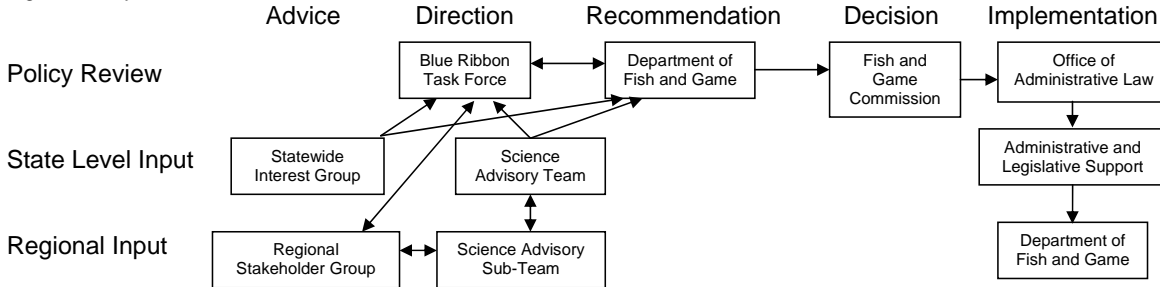 Advice Direction Recommendation Decision Implementation
Policy Review
Blue Ribbon
Task Force
Department of
Fish and Game
Fish and
Game
Commission
Office of
Administrative Law
State Level Input
Statewide
Interest Group
Science
Advisory Team
Administrative and
Legislative Support
Regional Input
Regional
Stakeholder Group
Science Advisory
Sub-Team
Department of
Fish and Game